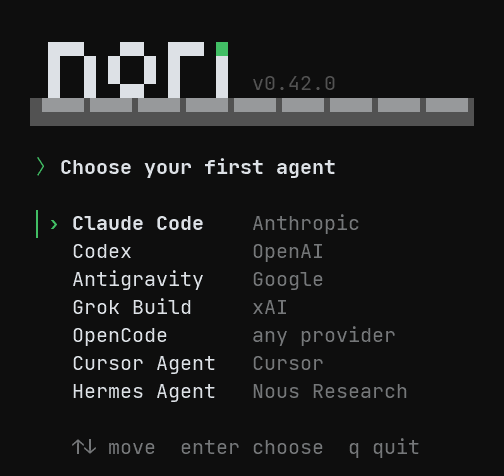 nori v0.42.0
〉 Choose your first agent
› Claude Code Anthropic
Codex OpenAI
Antigravity Google
Grok Build xAI
OpenCode any provider
Cursor Agent Cursor
Hermes Agent Nous Research
↑↓ move enter choose q quit